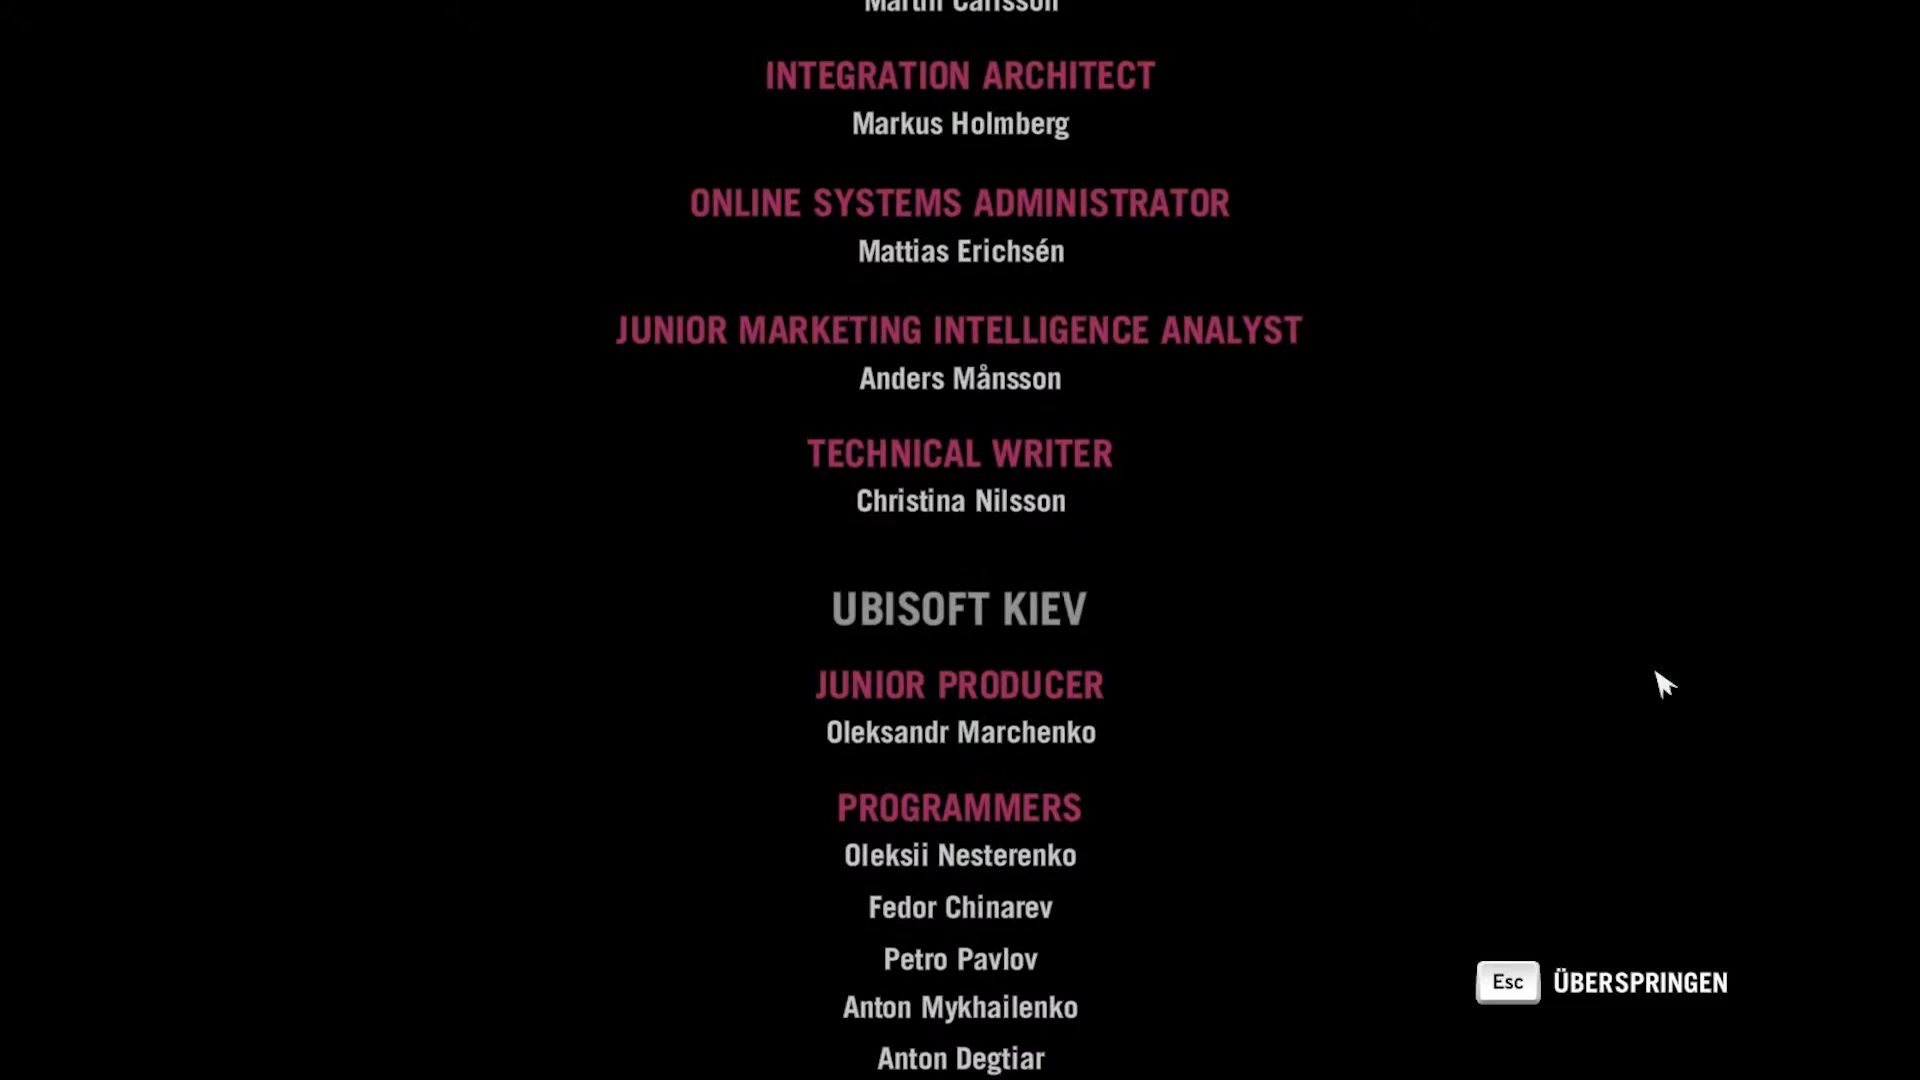 Martin Carlsson
INTEGRATION ARCHITECT
Markus Holmberg
ONLINE SYSTEMS ADMINISTRATOR
Mattias Erichsén
JUNIOR MARKETING INTELLIGENCE ANALYST
Anders Månsson
TECHNICAL WRITER
Christina Nilsson
UBISOFT KIEV
JUNIOR PRODUCER
Oleksandr Marchenko
PROGRAMMERS
Oleksii Nesterenko
Fedor Chinarev
Petro Pavlov
Anton Mykhailenko
Anton Degtiar
Esc ÜBERSPRINGEN